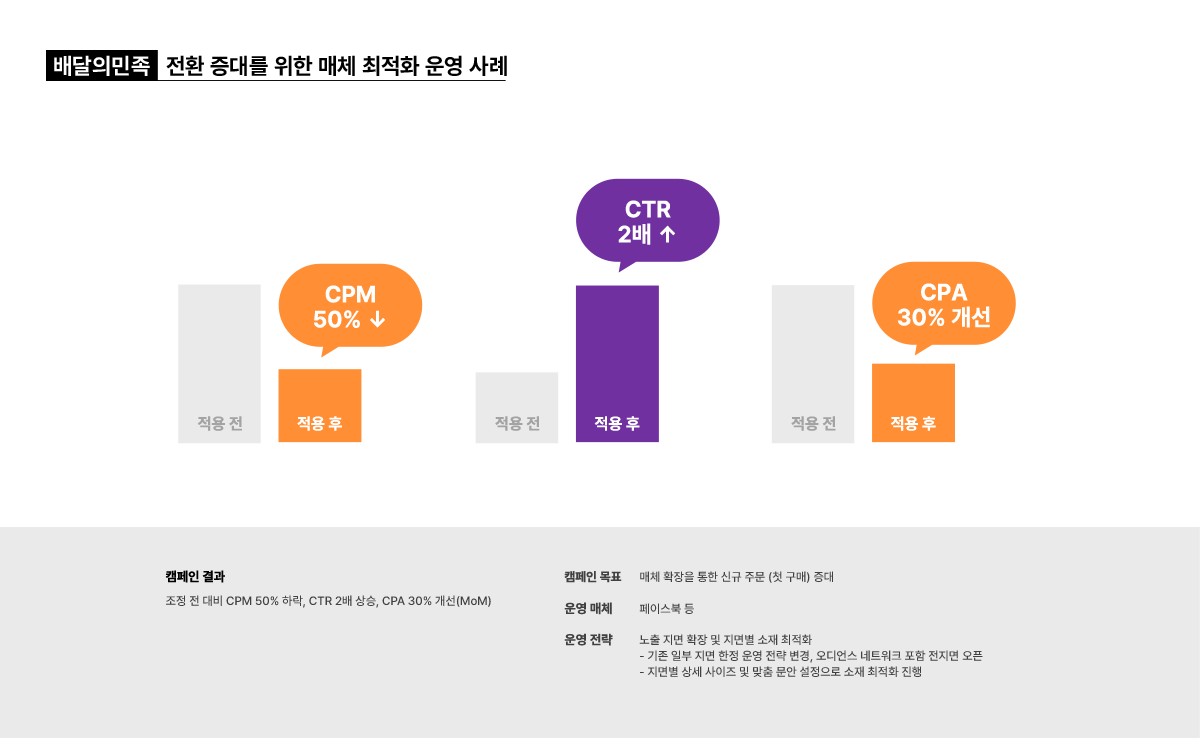 배달의민족 전환 증대를 위한 매체 최적화 운영 사례
CTR
2배 ↑
CPM
50% ↓
CPA
30% 개선
적용 전
적용 후
적용 전
적용 후
적용 전
적용 후
캠페인 결과
조정 전 대비 CPM 50% 하락, CTR 2배 상승, CPA 30% 개선(MoM)
캠페인 목표 매체 확장을 통한 신규 주문 (첫 구매) 증대
운영 매체 페이스북 등
운영 전략 노출 지면 확장 및 지면별 소재 최적화
- 기존 일부 지면 한정 운영 전략 변경, 오디언스 네트워크 포함 전지면 오픈
- 지면별 상세 사이즈 및 맞춤 문안 설정으로 소재 최적화 진행